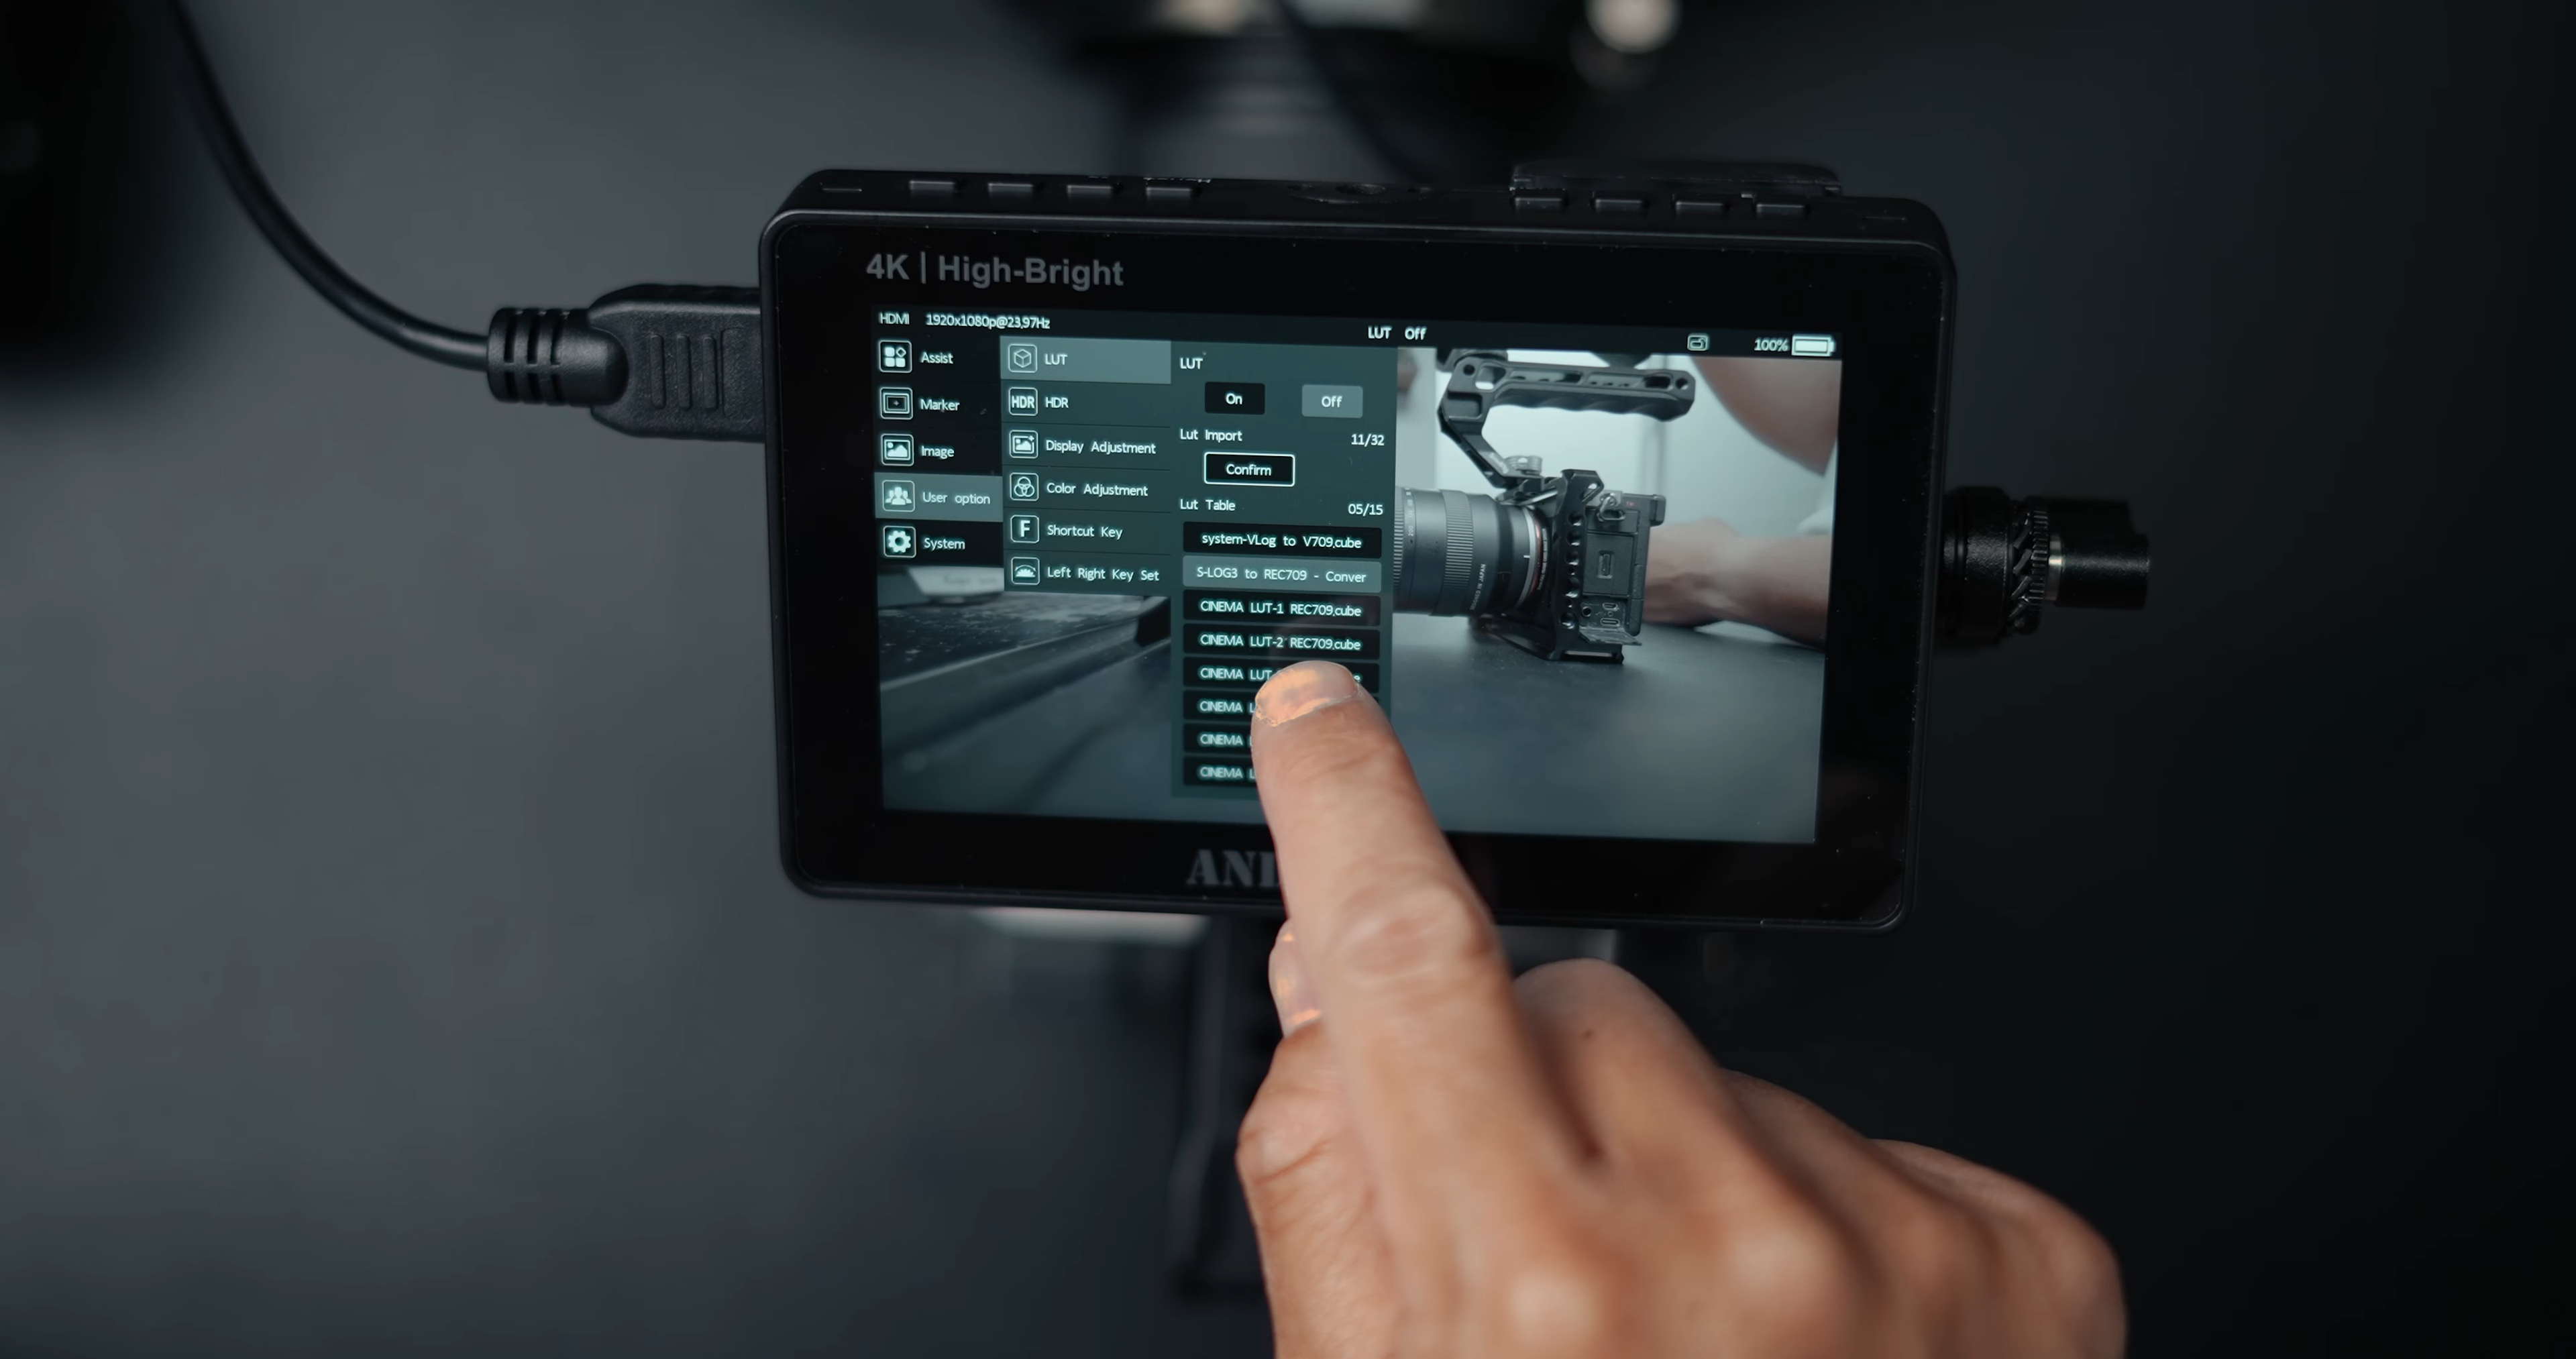 4K | High-Bright
HDMI 1920x1080p@23.97Hz LUT Off 100%
Assist
Marker
Image
User option
System
LUT
HDR HDR
Display Adjustment
Color Adjustment
F Shortcut Key
Left Right Key Set
LUT
On Off
Lut Import 11/32
Confirm
Lut Table 05/15
system-VLog to V709.cube
S-LOG3 to REC709 - Conver
CINEMA LUT-1 REC709.cube
CINEMA LUT-2 REC709.cube
CINEMA LUT
CINEMA
CINEMA
CINEMA